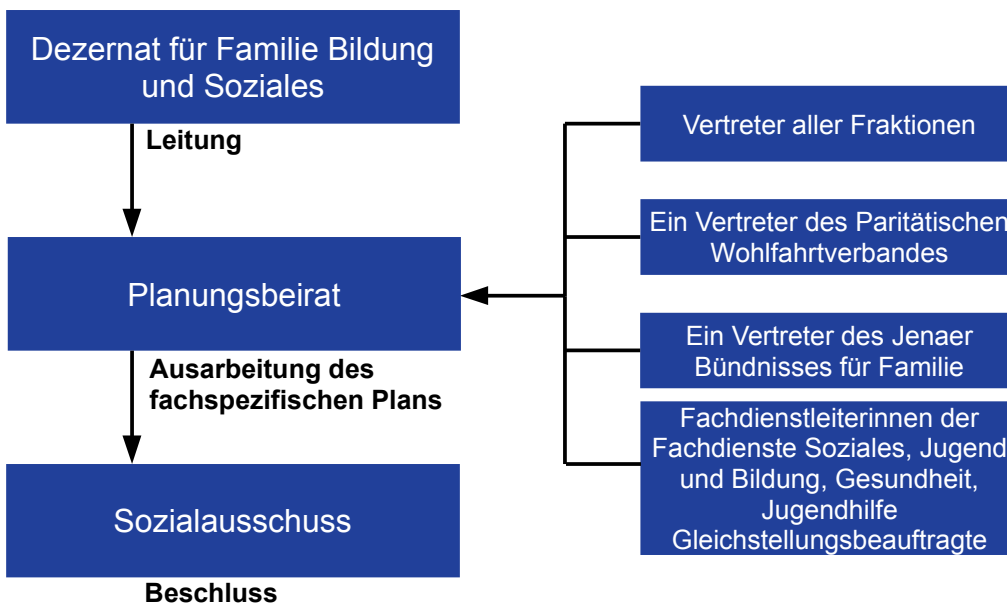 Dezernat für Familie Bildung
und Soziales
Leitung
Planungsbeirat
Ausarbeitung des
fachspezifischen Plans
Sozialausschuss
Beschluss
Vertreter aller Fraktionen
Ein Vertreter des Paritätischen
Wohlfahrtverbandes
Ein Vertreter des Jenaer
Bündnisses für Familie
Fachdienstleiterinnen der
Fachdienste Soziales, Jugend
und Bildung, Gesundheit,
Jugendhilfe
Gleichstellungsbeauftragte